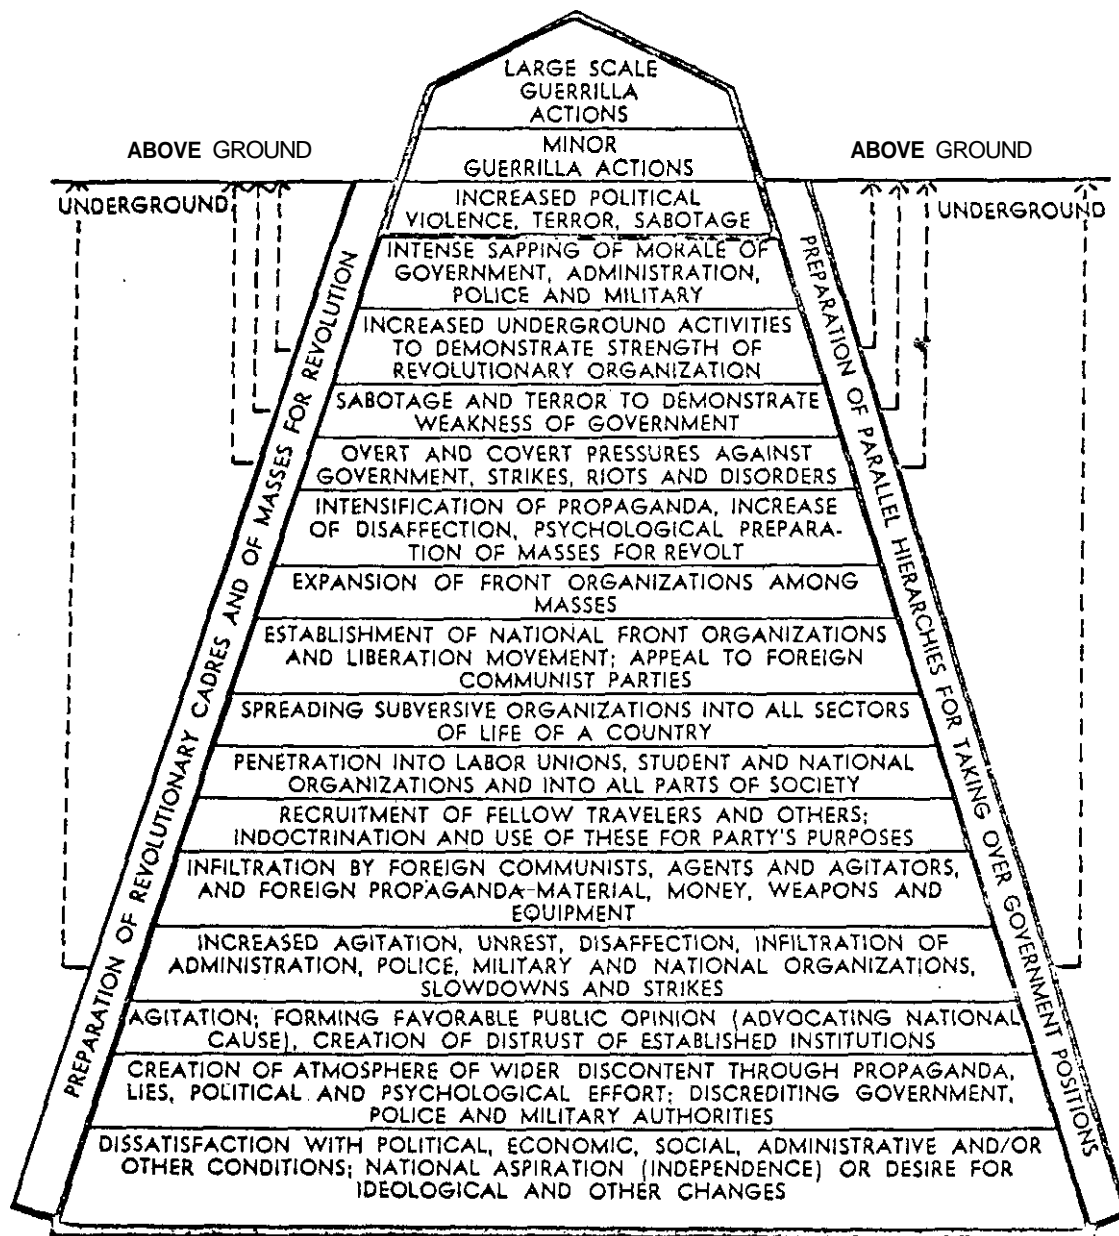 LARGE SCALE
GUERRILLA
ACTIONS
ABOVE GROUND
MINOR
GUERRILLA ACTIONS
ABOVE GROUND
UNDERGROUND
INCREASED POLITICAL
VIOLENCE, TERROR, SABOTAGE
UNDERGROUND
INTENSE SAPPING OF MORALE OF
GOVERNMENT, ADMINISTRATION,
POLICE AND MILITARY
INCREASED UNDERGROUND ACTIVITIES
TO DEMONSTRATE STRENGTH OF
REVOLUTIONARY ORGANIZATION
SABOTAGE AND TERROR TO DEMONSTRATE
WEAKNESS OF GOVERNMENT
OVERT AND COVERT PRESSURES AGAINST
GOVERNMENT, STRIKES, RIOTS AND DISORDERS
INTENSIFICATION OF PROPAGANDA, INCREASE
OF DISAFFECTION, PSYCHOLOGICAL PREPARA-
TION OF MASSES FOR REVOLT
EXPANSION OF FRONT ORGANIZATIONS AMONG
MASSES
ESTABLISHMENT OF NATIONAL FRONT ORGANIZATIONS
AND LIBERATION MOVEMENT; APPEAL TO FOREIGN
COMMUNIST PARTIES
SPREADING SUBVERSIVE ORGANIZATIONS INTO ALL SECTORS
OF LIFE OF A COUNTRY
PENETRATION INTO LABOR UNIONS, STUDENT AND NATIONAL
ORGANIZATIONS AND INTO ALL PARTS OF SOCIETY
RECRUITMENT OF FELLOW TRAVELERS AND OTHERS;
INDOCTRINATION AND USE OF THESE FOR PARTY'S PURPOSES
INFILTRATION BY FOREIGN COMMUNISTS, AGENTS AND AGITATORS,
AND FOREIGN PROPAGANDA-MATERIAL, MONEY, WEAPONS AND
EQUIPMENT
INCREASED AGITATION, UNREST, DISAFFECTION, INFILTRATION OF
ADMINISTRATION, POLICE, MILITARY AND NATIONAL ORGANIZATIONS,
SLOWDOWNS AND STRIKES
AGITATION; FORMING FAVORABLE PUBLIC OPINION (ADVOCATING NATIONAL
CAUSE), CREATION OF DISTRUST OF ESTABLISHED INSTITUTIONS
CREATION OF ATMOSPHERE OF WIDER DISCONTENT THROUGH PROPAGANDA,
LIES, POLITICAL AND PSYCHOLOGICAL EFFORT; DISCREDITING GOVERNMENT,
POLICE AND MILITARY AUTHORITIES
DISSATISFACTION WITH POLITICAL, ECONOMIC, SOCIAL, ADMINISTRATIVE AND/OR
OTHER CONDITIONS; NATIONAL ASPIRATION (INDEPENDENCE) OR DESIRE FOR
IDEOLOGICAL AND OTHER CHANGES
PREPARATION OF REVOLUTIONARY CADRES AND OF MASSES FOR REVOLUTION
PREPARATION OF PARALLEL HIERARCHIES FOR TAKING OVER GOVERNMENT POSITIONS